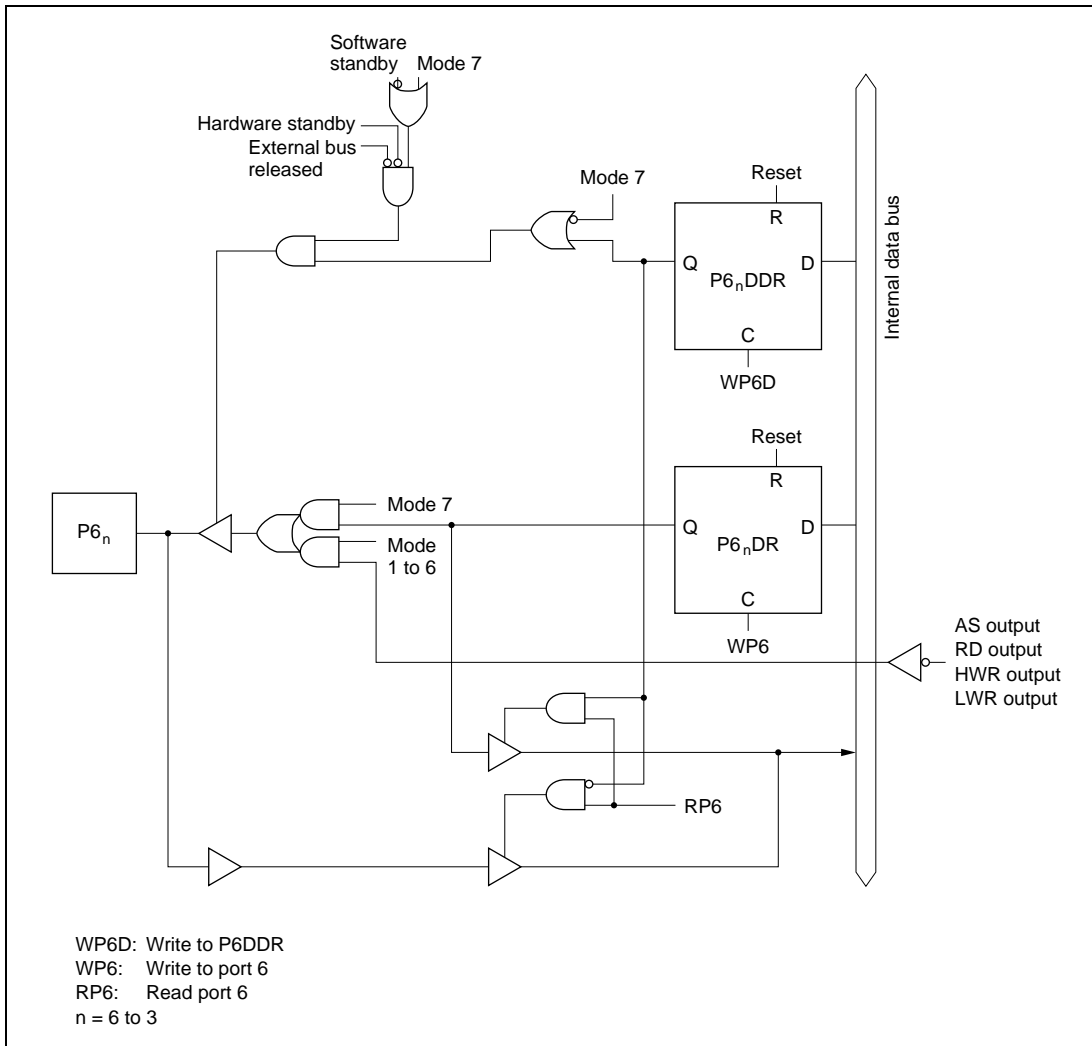 Software
standby
Mode 7
Hardware standby
External bus
released
Mode 7
Reset
R
Q
D
P6nDDR
C
WP6D
Internal data bus
Reset
R
Q
D
P6nDR
C
WP6
P6n
Mode 7
Mode
1 to 6
AS output
RD output
HWR output
LWR output
RP6
WP6D: Write to P6DDR
WP6: Write to port 6
RP6: Read port 6
n = 6 to 3